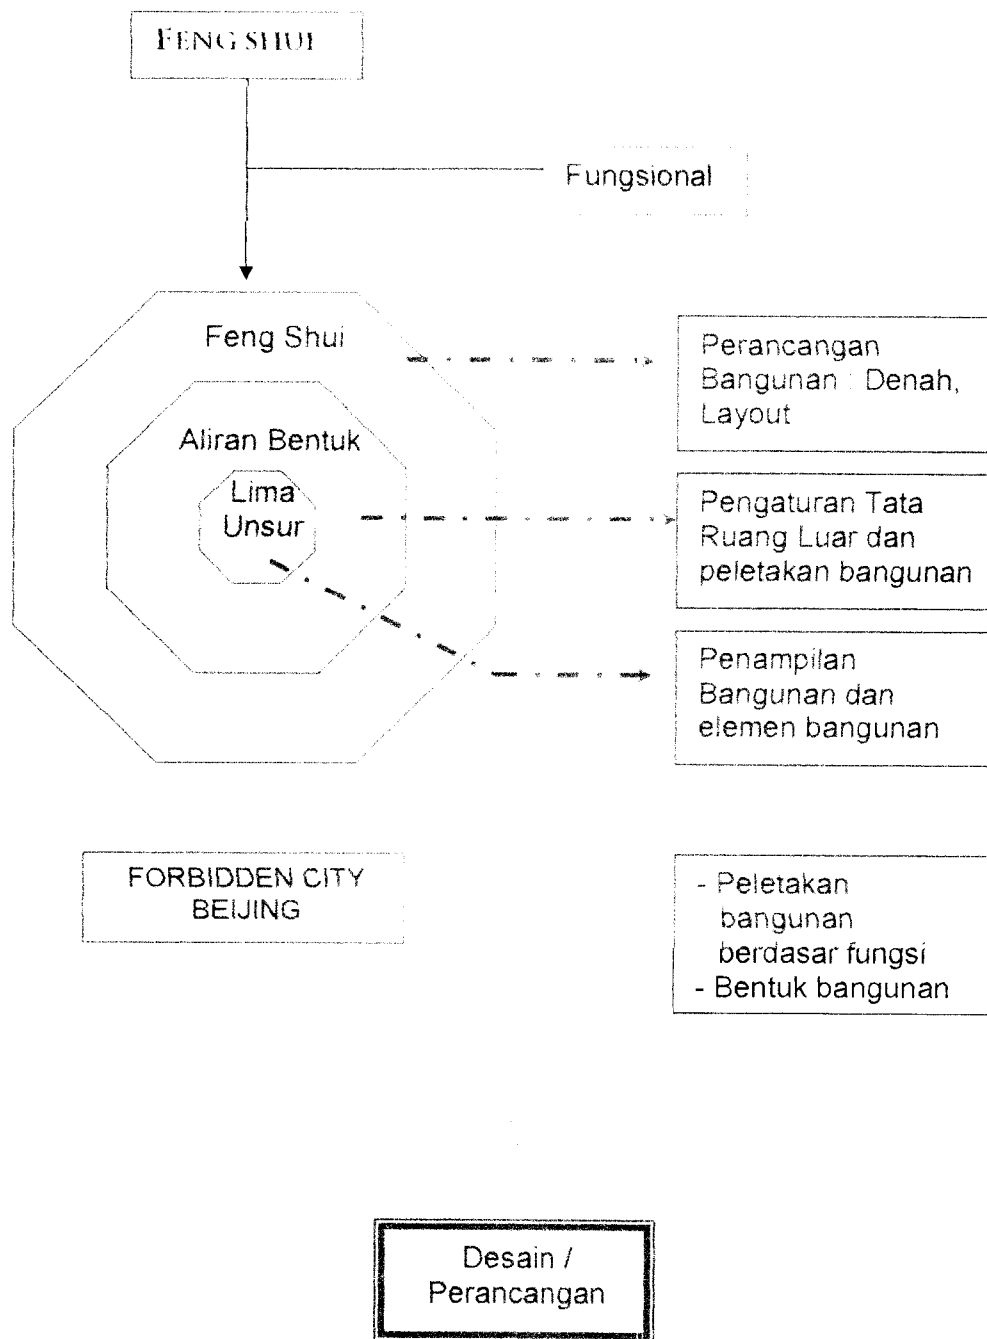 FENG SHUI
Fungsional
Feng Shui
Aliran Bentuk
Lima
Unsur
Perancangan
Bangunan : Denah,
Layout
Pengaturan Tata
Ruang Luar dan
peletakan bangunan
Penampilan
Bangunan dan
elemen bangunan
FORBIDDEN CITY
BEIJING
- Peletakan
bangunan
berdasar fungsi
- Bentuk bangunan
Desain /
Perancangan